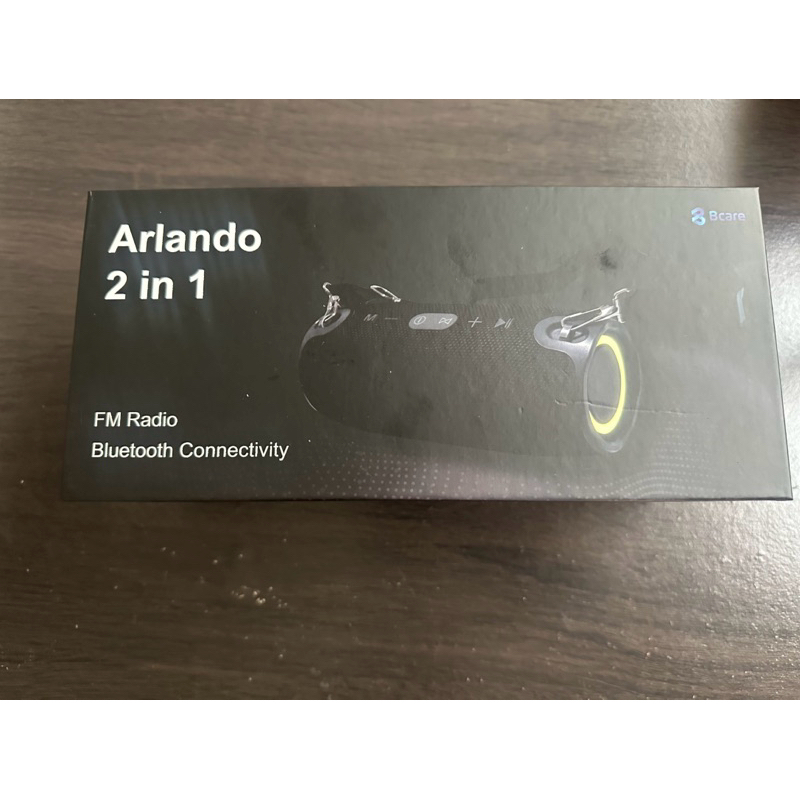 Arlando
2 in 1
Bcare
M
FM Radio
Bluetooth Connectivity